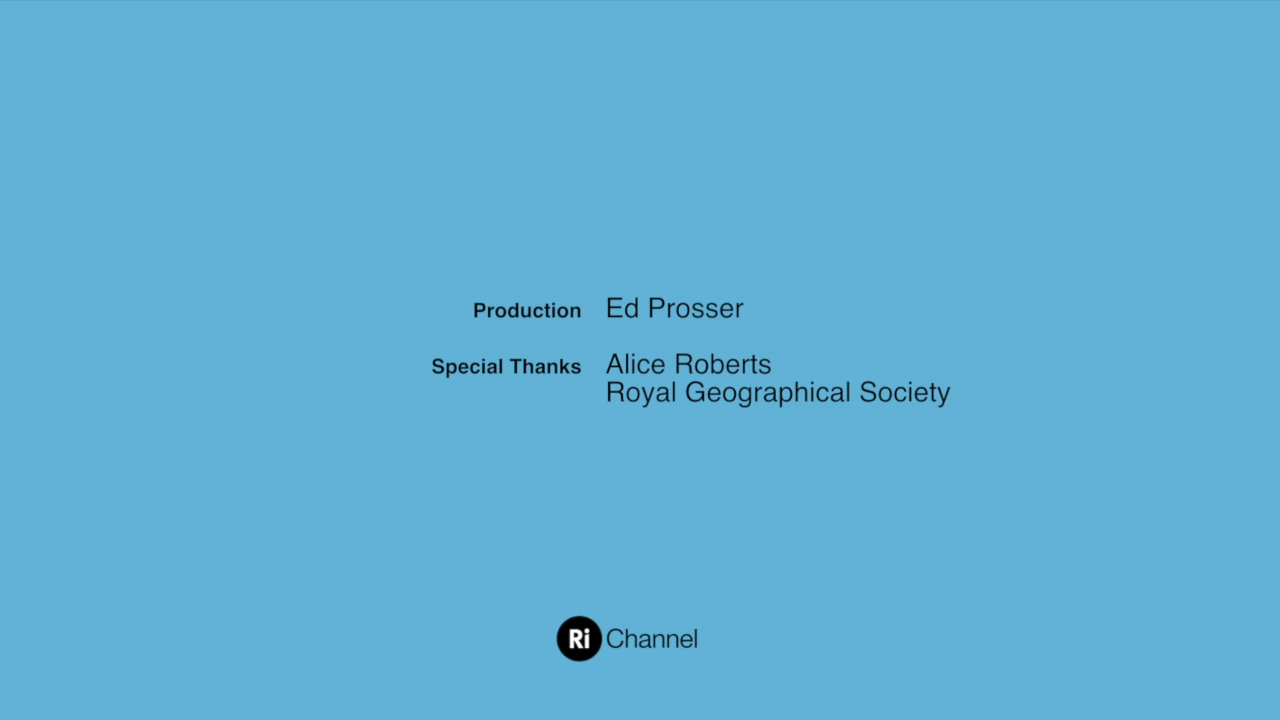 Production Ed Prosser
Special Thanks Alice Roberts
Royal Geographical Society
Ri Channel